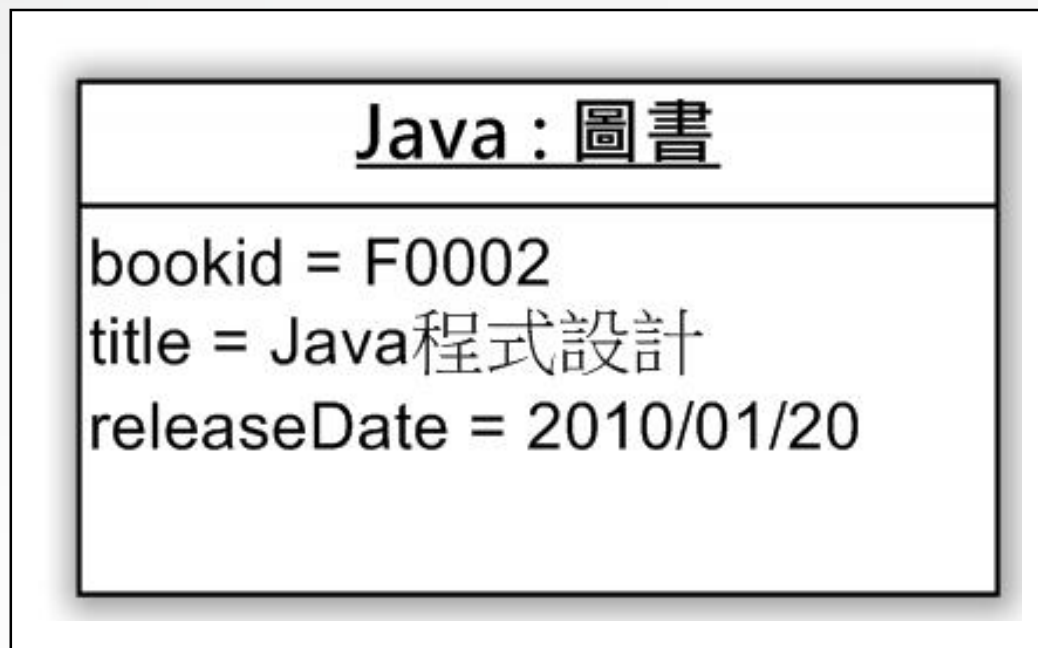 Java : 圖書
bookid = F0002
title = Java程式設計
releaseDate = 2010/01/20